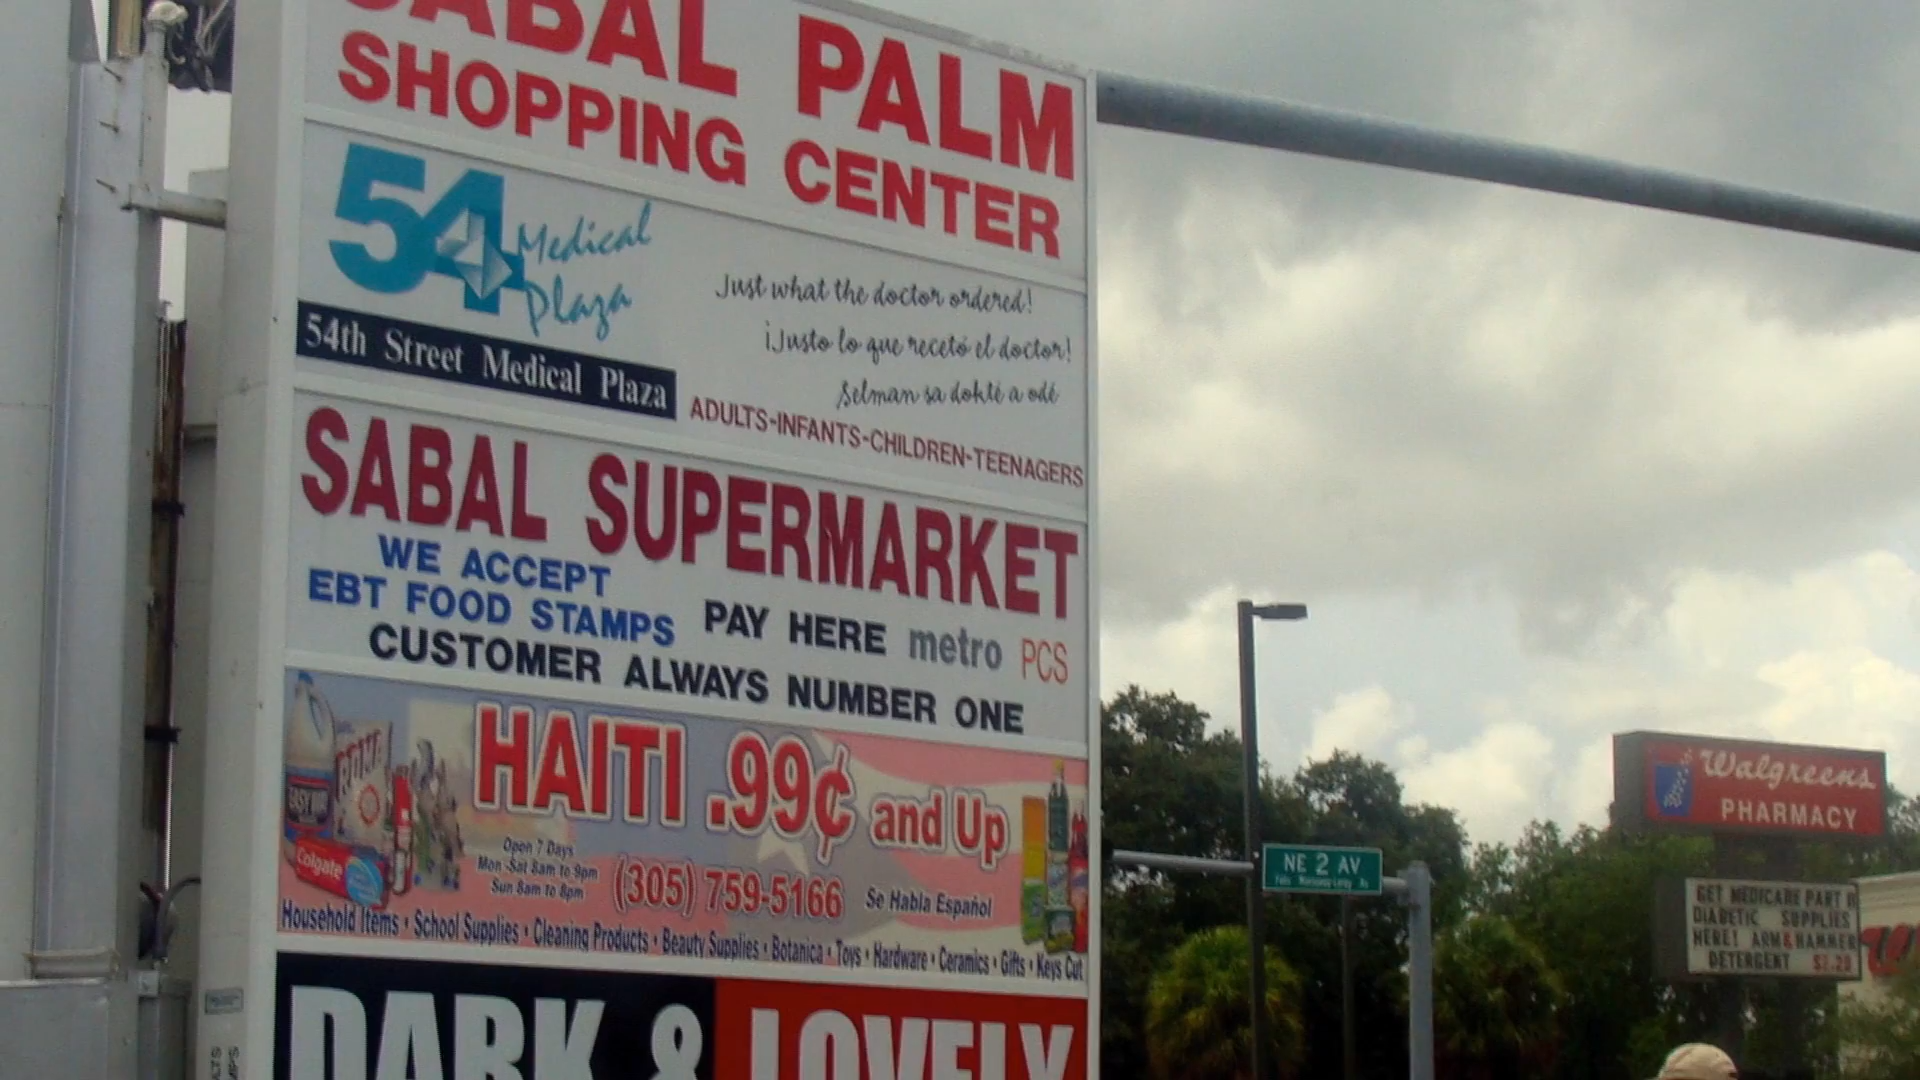 SABAL PALM
SHOPPING CENTER
54 Medical Plaza
54th Street Medical Plaza
Just what the doctor ordered!
¡Justo lo que recetó el doctor!
Selman sa doktè a odè
ADULTS-INFANTS-CHILDREN-TEENAGERS
SABAL SUPERMARKET
WE ACCEPT
EBT FOOD STAMPS
PAY HERE metro PCS
CUSTOMER ALWAYS NUMBER ONE
HAITI .99¢ and Up
EASY
Colgate
Open 7 Days
Mon-Sat 8am to 9pm
Sun 8am to 8pm
(305) 759-5166
Se Habla Español
Household Items • School Supplies • Cleaning Products • Beauty Supplies • Botanica • Toys • Hardware • Ceramics • Gifts • Keys Cut
DARK & LOVELY
Walgreens
PHARMACY
NE 2 AV
GET MEDICARE PART
DIABETIC SUPPLIES
HERE! ARM & HAMMER
DETERGENT